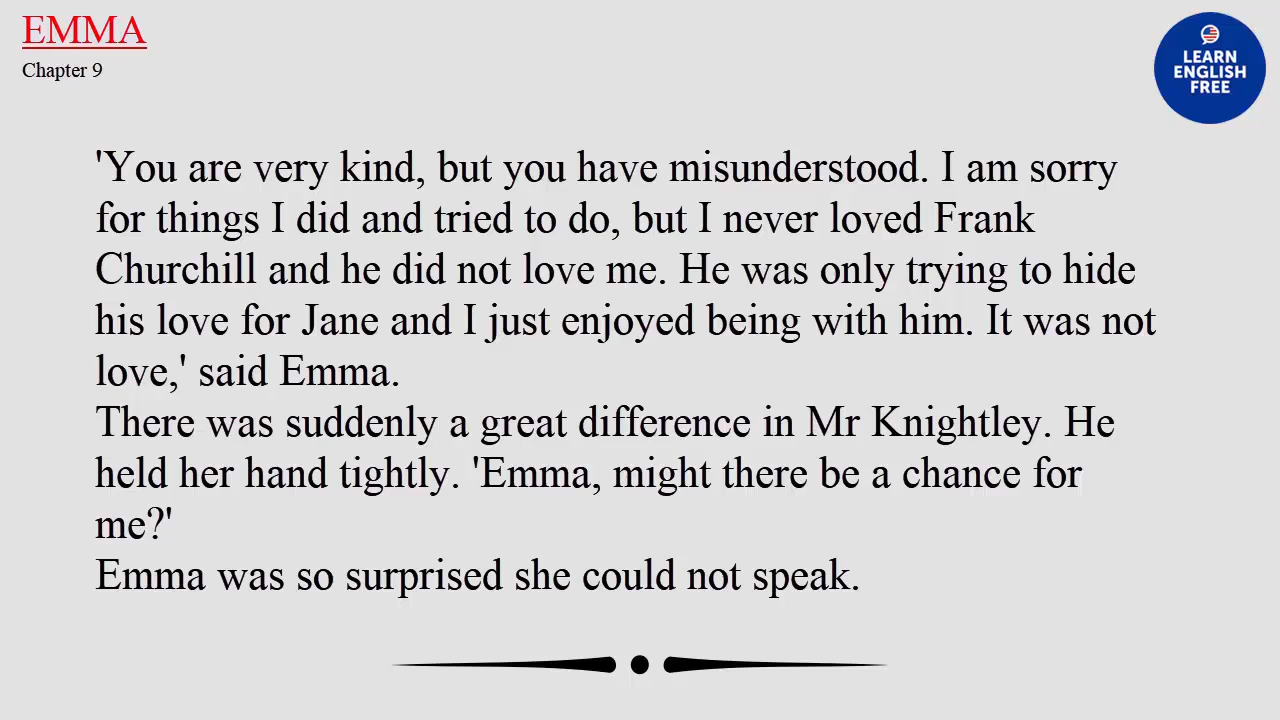 EMMA
Chapter 9
LEARN
ENGLISH
FREE
'You are very kind, but you have misunderstood. I am sorry
for things I did and tried to do, but I never loved Frank
Churchill and he did not love me. He was only trying to hide
his love for Jane and I just enjoyed being with him. It was not
love,' said Emma.
There was suddenly a great difference in Mr Knightley. He
held her hand tightly. 'Emma, might there be a chance for
me?'
Emma was so surprised she could not speak.